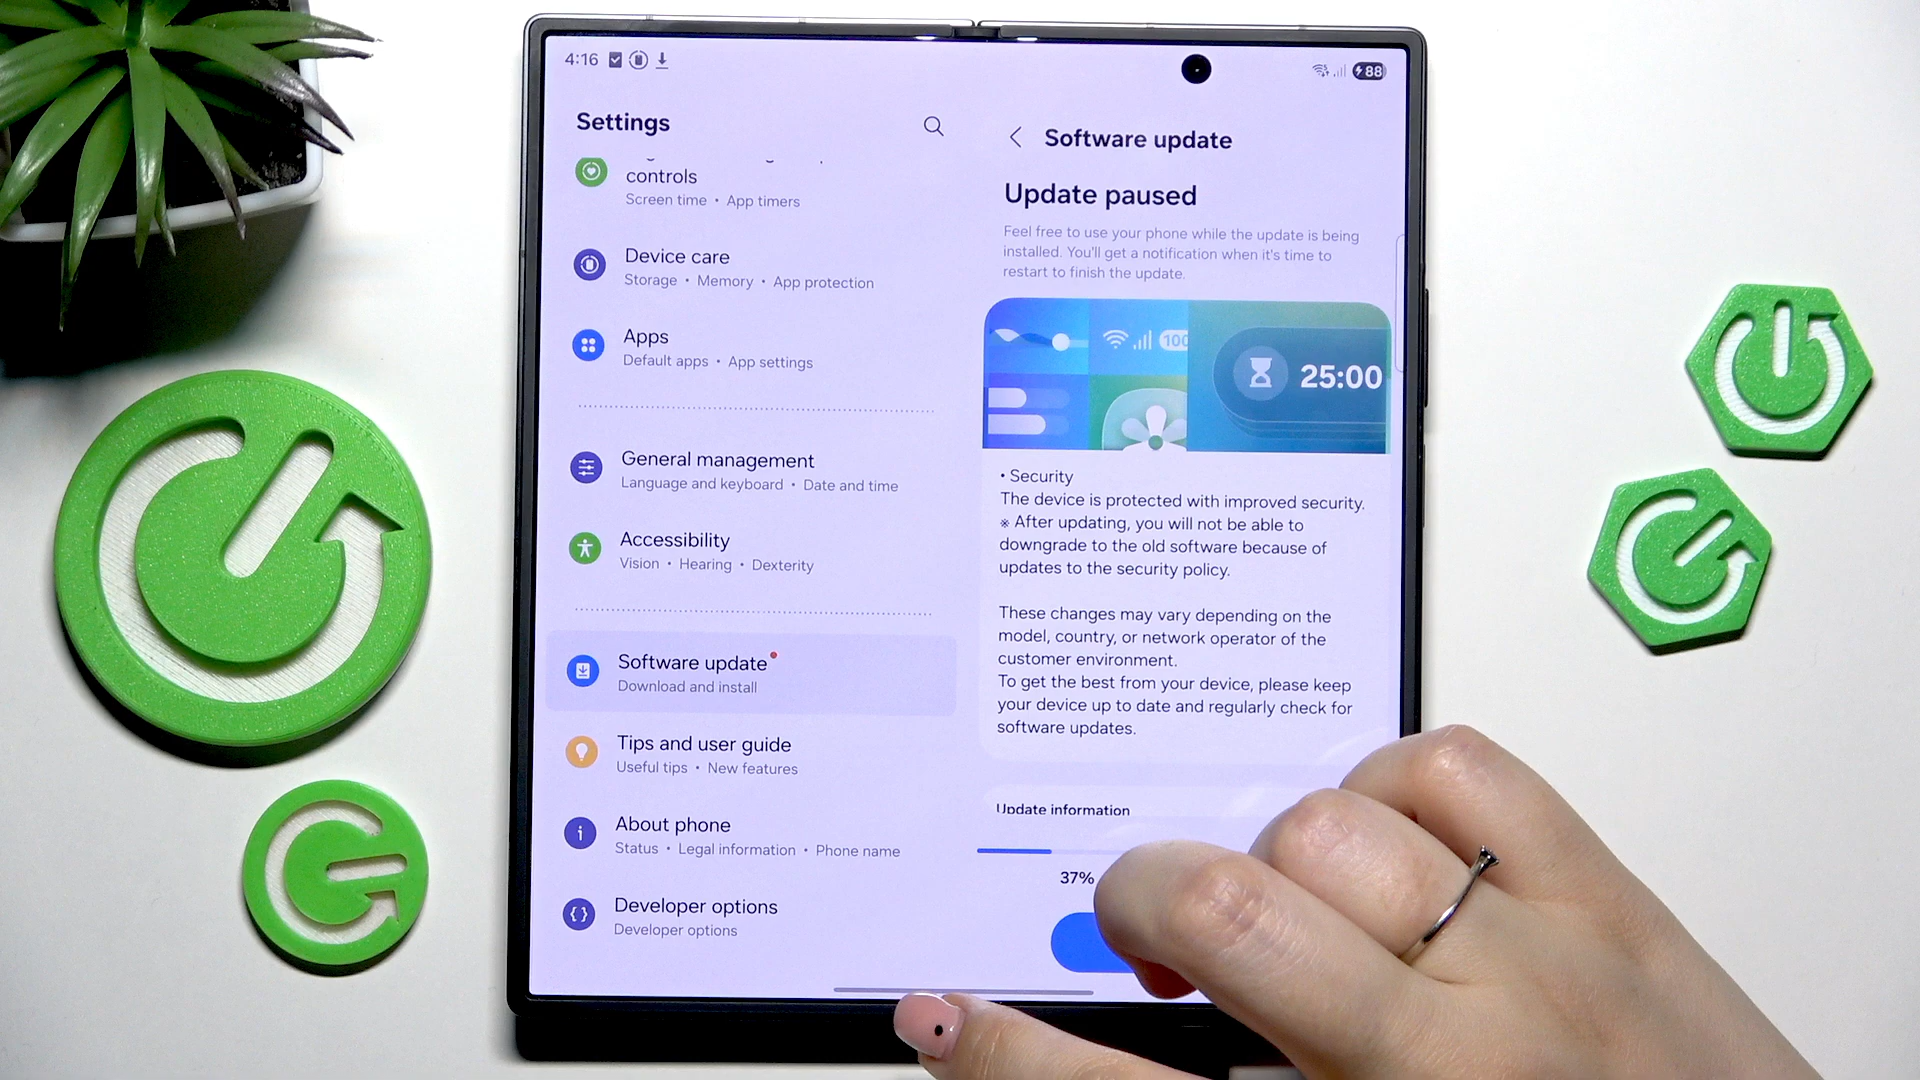 4:16
88
Settings
controls
Screen time • App timers
Device care
Storage • Memory • App protection
Apps
Default apps • App settings
General management
Language and keyboard • Date and time
Accessibility
Vision • Hearing • Dexterity
Software update
Download and install
Tips and user guide
Useful tips • New features
About phone
Status • Legal information • Phone name
Developer options
Developer options
Software update
Update paused
Feel free to use your phone while the update is being
installed. You'll get a notification when it's time to
restart to finish the update.
100
25:00
• Security
The device is protected with improved security.
※ After updating, you will not be able to
downgrade to the old software because of
updates to the security policy.
These changes may vary depending on the
model, country, or network operator of the
customer environment.
To get the best from your device, please keep
your device up to date and regularly check for
software updates.
Update information
37%